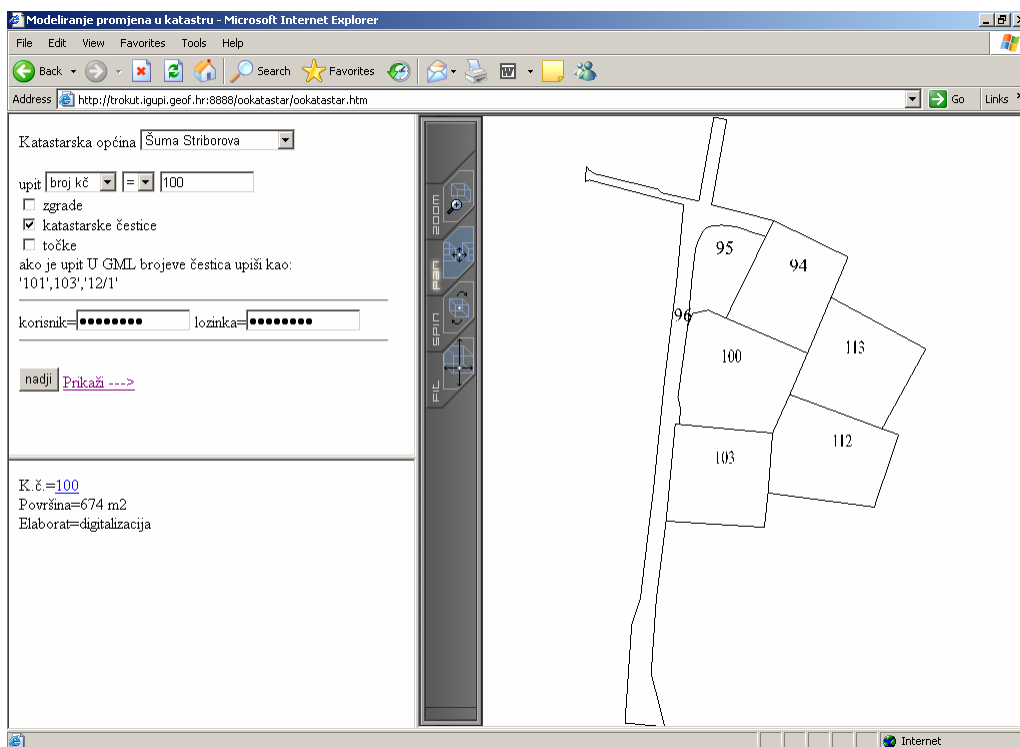 Modeliranje promjena u katastru - Microsoft Internet Explorer
File Edit View Favorites Tools Help
Back Search Favorites
Address http://trokut.igupi.geof.hr:8888/ookatastar/ookatastar.htm Go Links
Katastarska općina Šuma Striborova
upit broj kč = 100
zgrade
katastarske čestice
točke
ako je upit U GML brojeve čestica upiši kao:
'101',103','12/1'
korisnik=●●●●●●●● lozinka=●●●●●●●●
nadji Prikaži --->
K.č.=100
Površina=674 m2
Elaborat=digitalizacija
ZOOM
PAN
SPIN
FIT
95
94
96
100
113
103
112
Internet